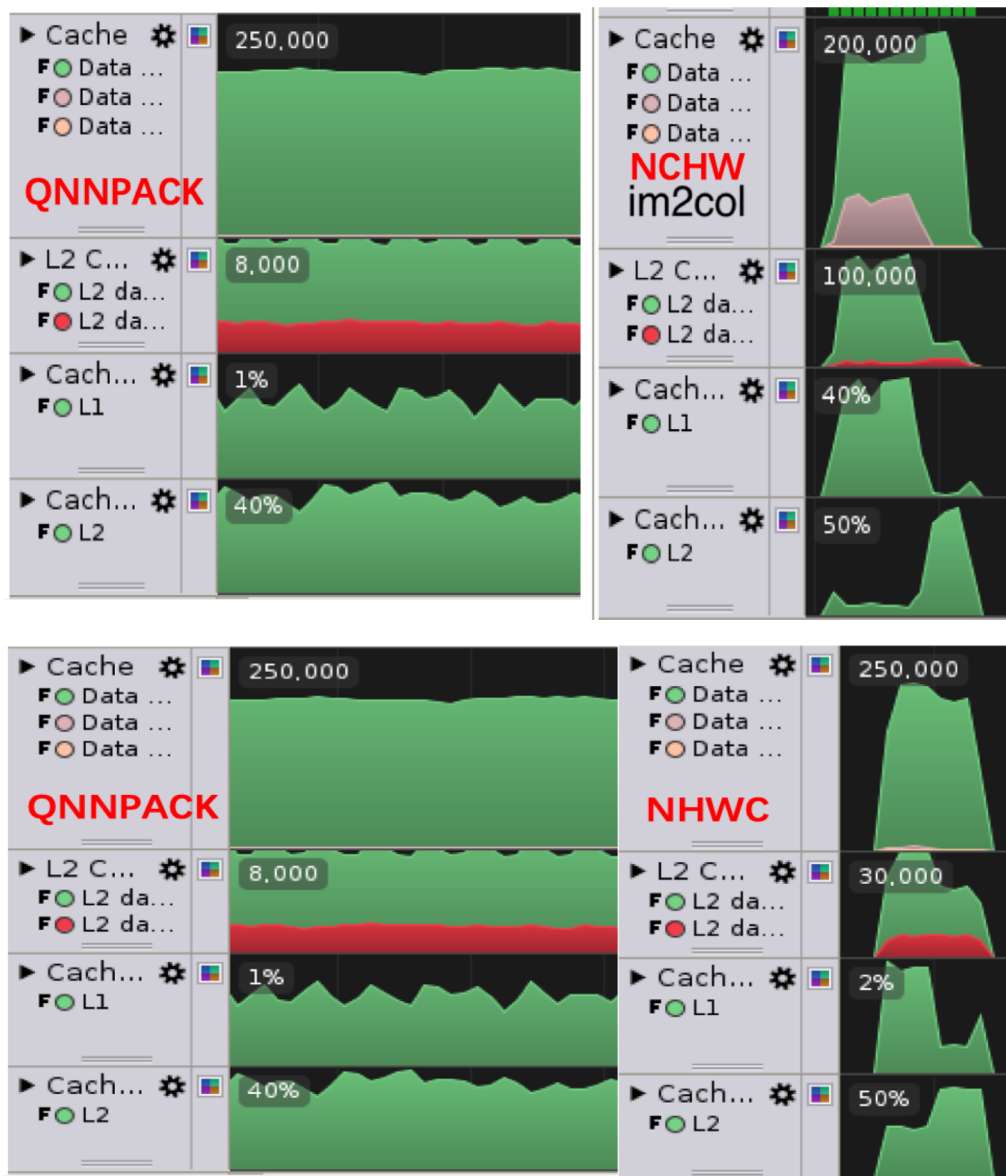 Cache
250,000
F Data ...
F Data ...
F Data ...
QNNPACK
L2 C...
8,000
F L2 da...
F L2 da...
Cach...
1%
F L1
Cach...
40%
F L2
Cache
200,000
F Data ...
F Data ...
F Data ...
NCHW
im2col
L2 C...
100,000
F L2 da...
F L2 da...
Cach...
40%
F L1
Cach...
50%
F L2
Cache
250,000
F Data ...
F Data ...
F Data ...
QNNPACK
L2 C...
8,000
F L2 da...
F L2 da...
Cach...
1%
F L1
Cach...
40%
F L2
Cache
250,000
F Data ...
F Data ...
F Data ...
NHWC
L2 C...
30,000
F L2 da...
F L2 da...
Cach...
2%
F L1
Cach...
50%
F L2